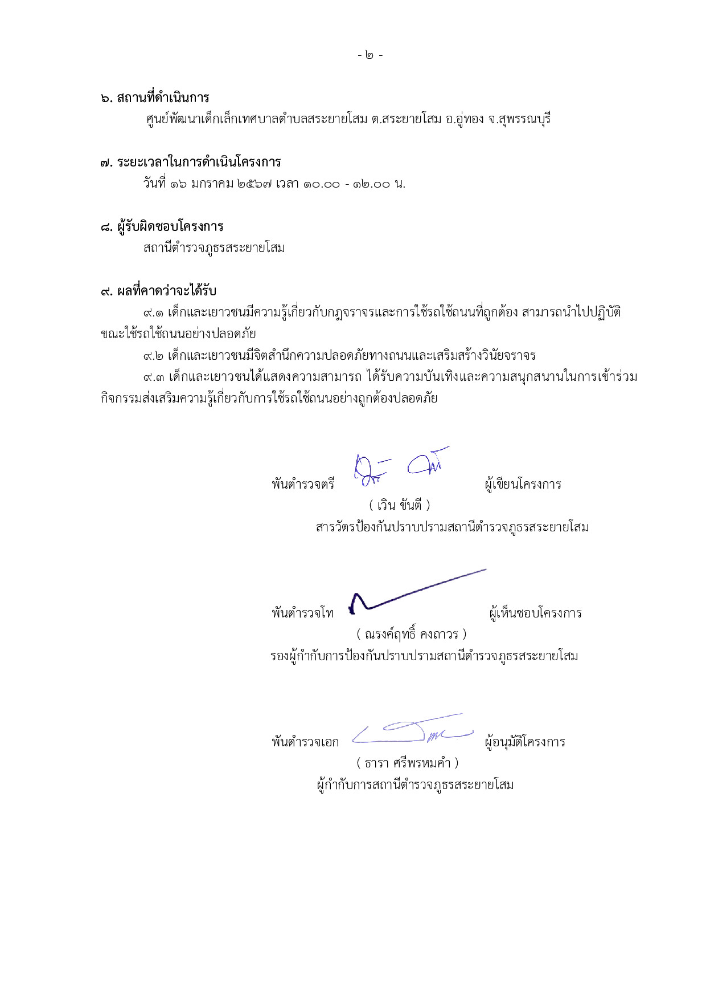 - ๒ -
๖. สถานที่ดำเนินการ
ศูนย์พัฒนาเด็กเล็กเทศบาลตำบลสระยายโสม ต.สระยายโสม อ.อู่ทอง จ.สุพรรณบุรี
๗. ระยะเวลาในการดำเนินโครงการ
วันที่ ๑๖ มกราคม ๒๕๖๗ เวลา ๑๐.๐๐ - ๑๒.๐๐ น.
๘. ผู้รับผิดชอบโครงการ
สถานีตำรวจภูธรสระยายโสม
๙. ผลที่คาดว่าจะได้รับ
๙.๑ เด็กและเยาวชนมีความรู้เกี่ยวกับกฎจราจรและการใช้รถใช้ถนนที่ถูกต้อง สามารถนำไปปฏิบัติ
ขณะใช้รถใช้ถนนอย่างปลอดภัย
๙.๒ เด็กและเยาวชนมีจิตสำนึกความปลอดภัยทางถนนและเสริมสร้างวินัยจราจร
๙.๓ เด็กและเยาวชนได้แสดงความสามารถ ได้รับความบันเทิงและความสนุกสนานในการเข้าร่วม
กิจกรรมส่งเสริมความรู้เกี่ยวกับการใช้รถใช้ถนนอย่างถูกต้องปลอดภัย
พันตำรวจตรี ผู้เขียนโครงการ
( เวิน ขันตี )
สารวัตรป้องกันปราบปรามสถานีตำรวจภูธรสระยายโสม
พันตำรวจโท ผู้เห็นชอบโครงการ
( ณรงค์ฤทธิ์ คงถาวร )
รองผู้กำกับการป้องกันปราบปรามสถานีตำรวจภูธรสระยายโสม
พันตำรวจเอก ผู้อนุมัติโครงการ
( ธารา ศรีพรหมคำ )
ผู้กำกับการสถานีตำรวจภูธรสระยายโสม